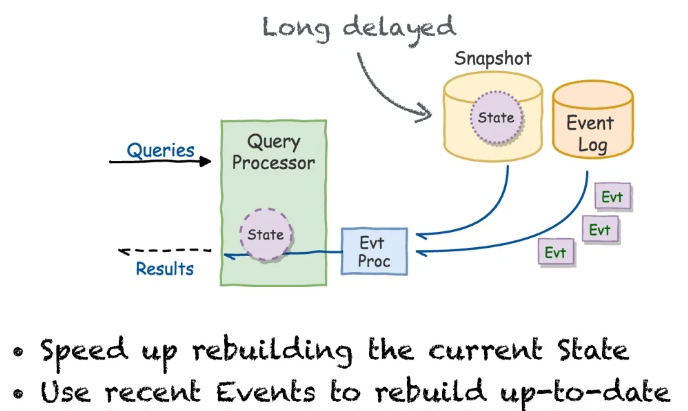 Long delayed
Snapshot
State
Event
Log
Queries
Query
Processor
Evt
Evt
Evt
State
Evt
Proc
Results
• Speed up rebuilding the current State
• Use recent Events to rebuild up-to-date